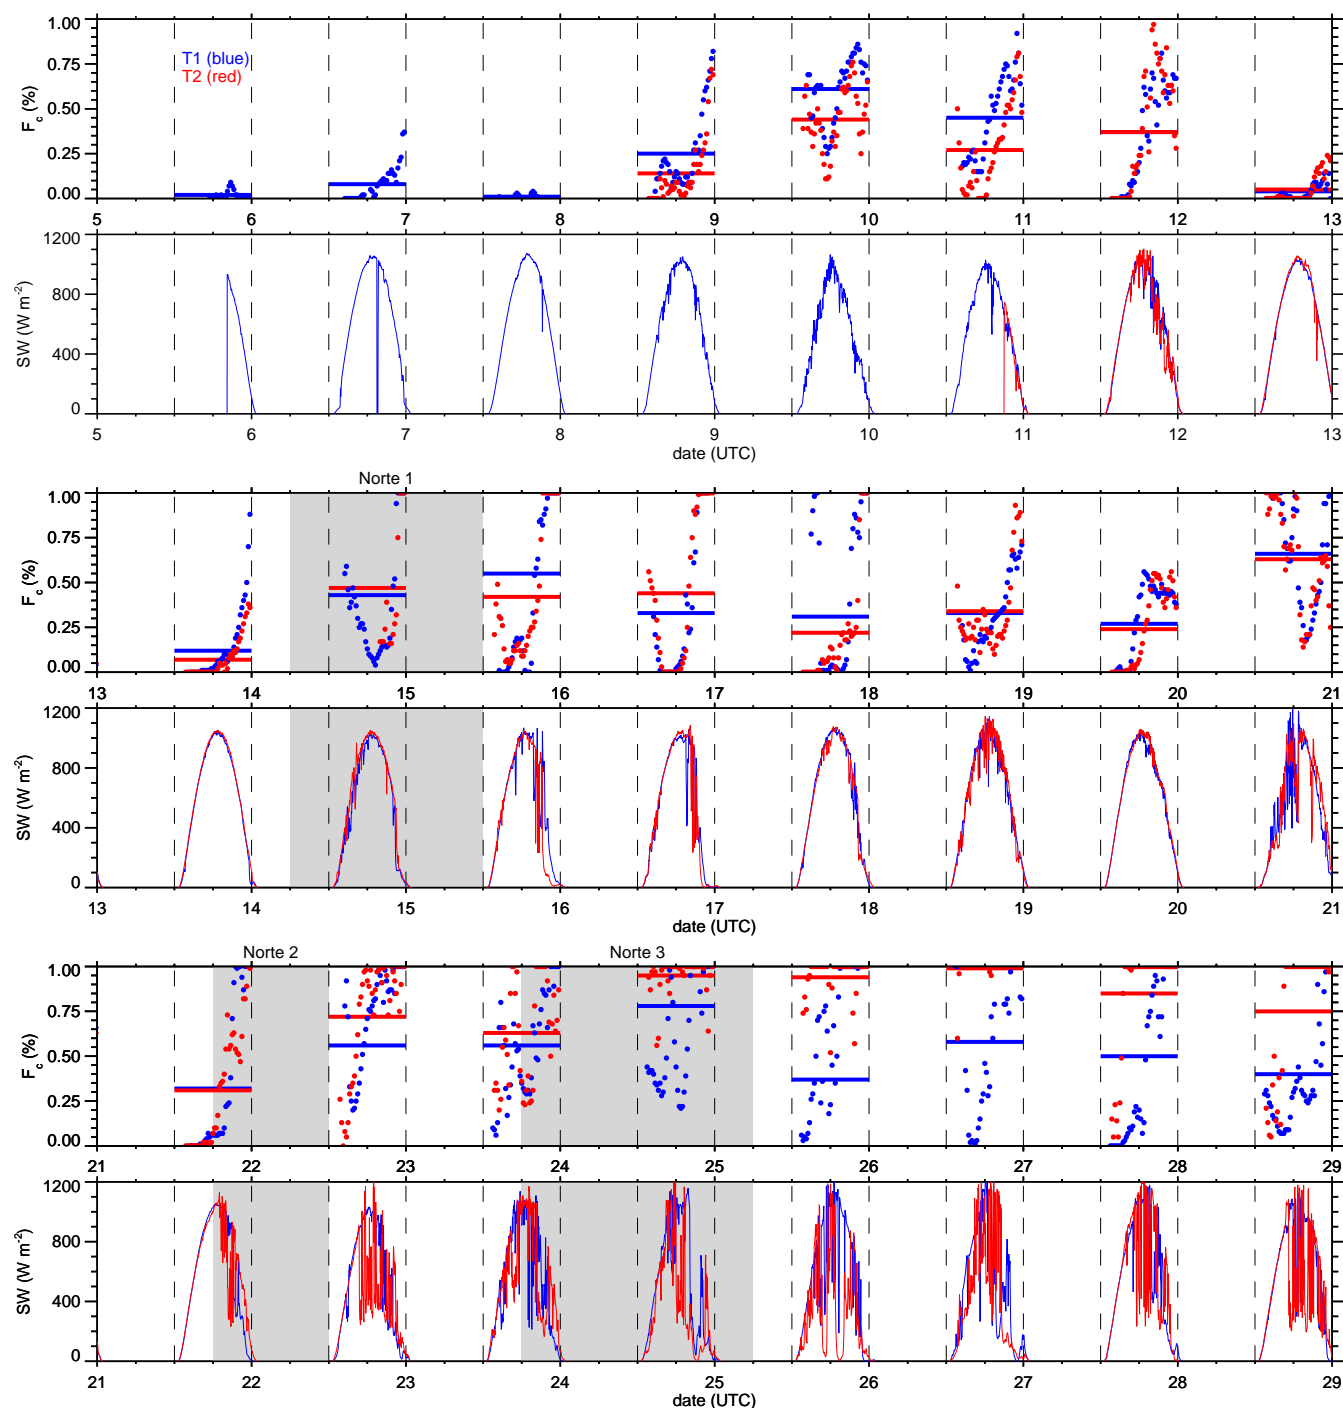 1.00
0.75
0.50
0.25
0.00
F_c (%)
T1 (blue)
T2 (red)
5 6 7 8 9 10 11 12 13
1200
800
400
0
SW (W m-2)
5 6 7 8 9 10 11 12 13
date (UTC)
Norte 1
1.00
0.75
0.50
0.25
0.00
F_c (%)
13 14 15 16 17 18 19 20 21
1200
800
400
0
SW (W m-2)
13 14 15 16 17 18 19 20 21
date (UTC)
Norte 2 Norte 3
1.00
0.75
0.50
0.25
0.00
F_c (%)
21 22 23 24 25 26 27 28 29
1200
800
400
0
SW (W m-2)
21 22 23 24 25 26 27 28 29
date (UTC)